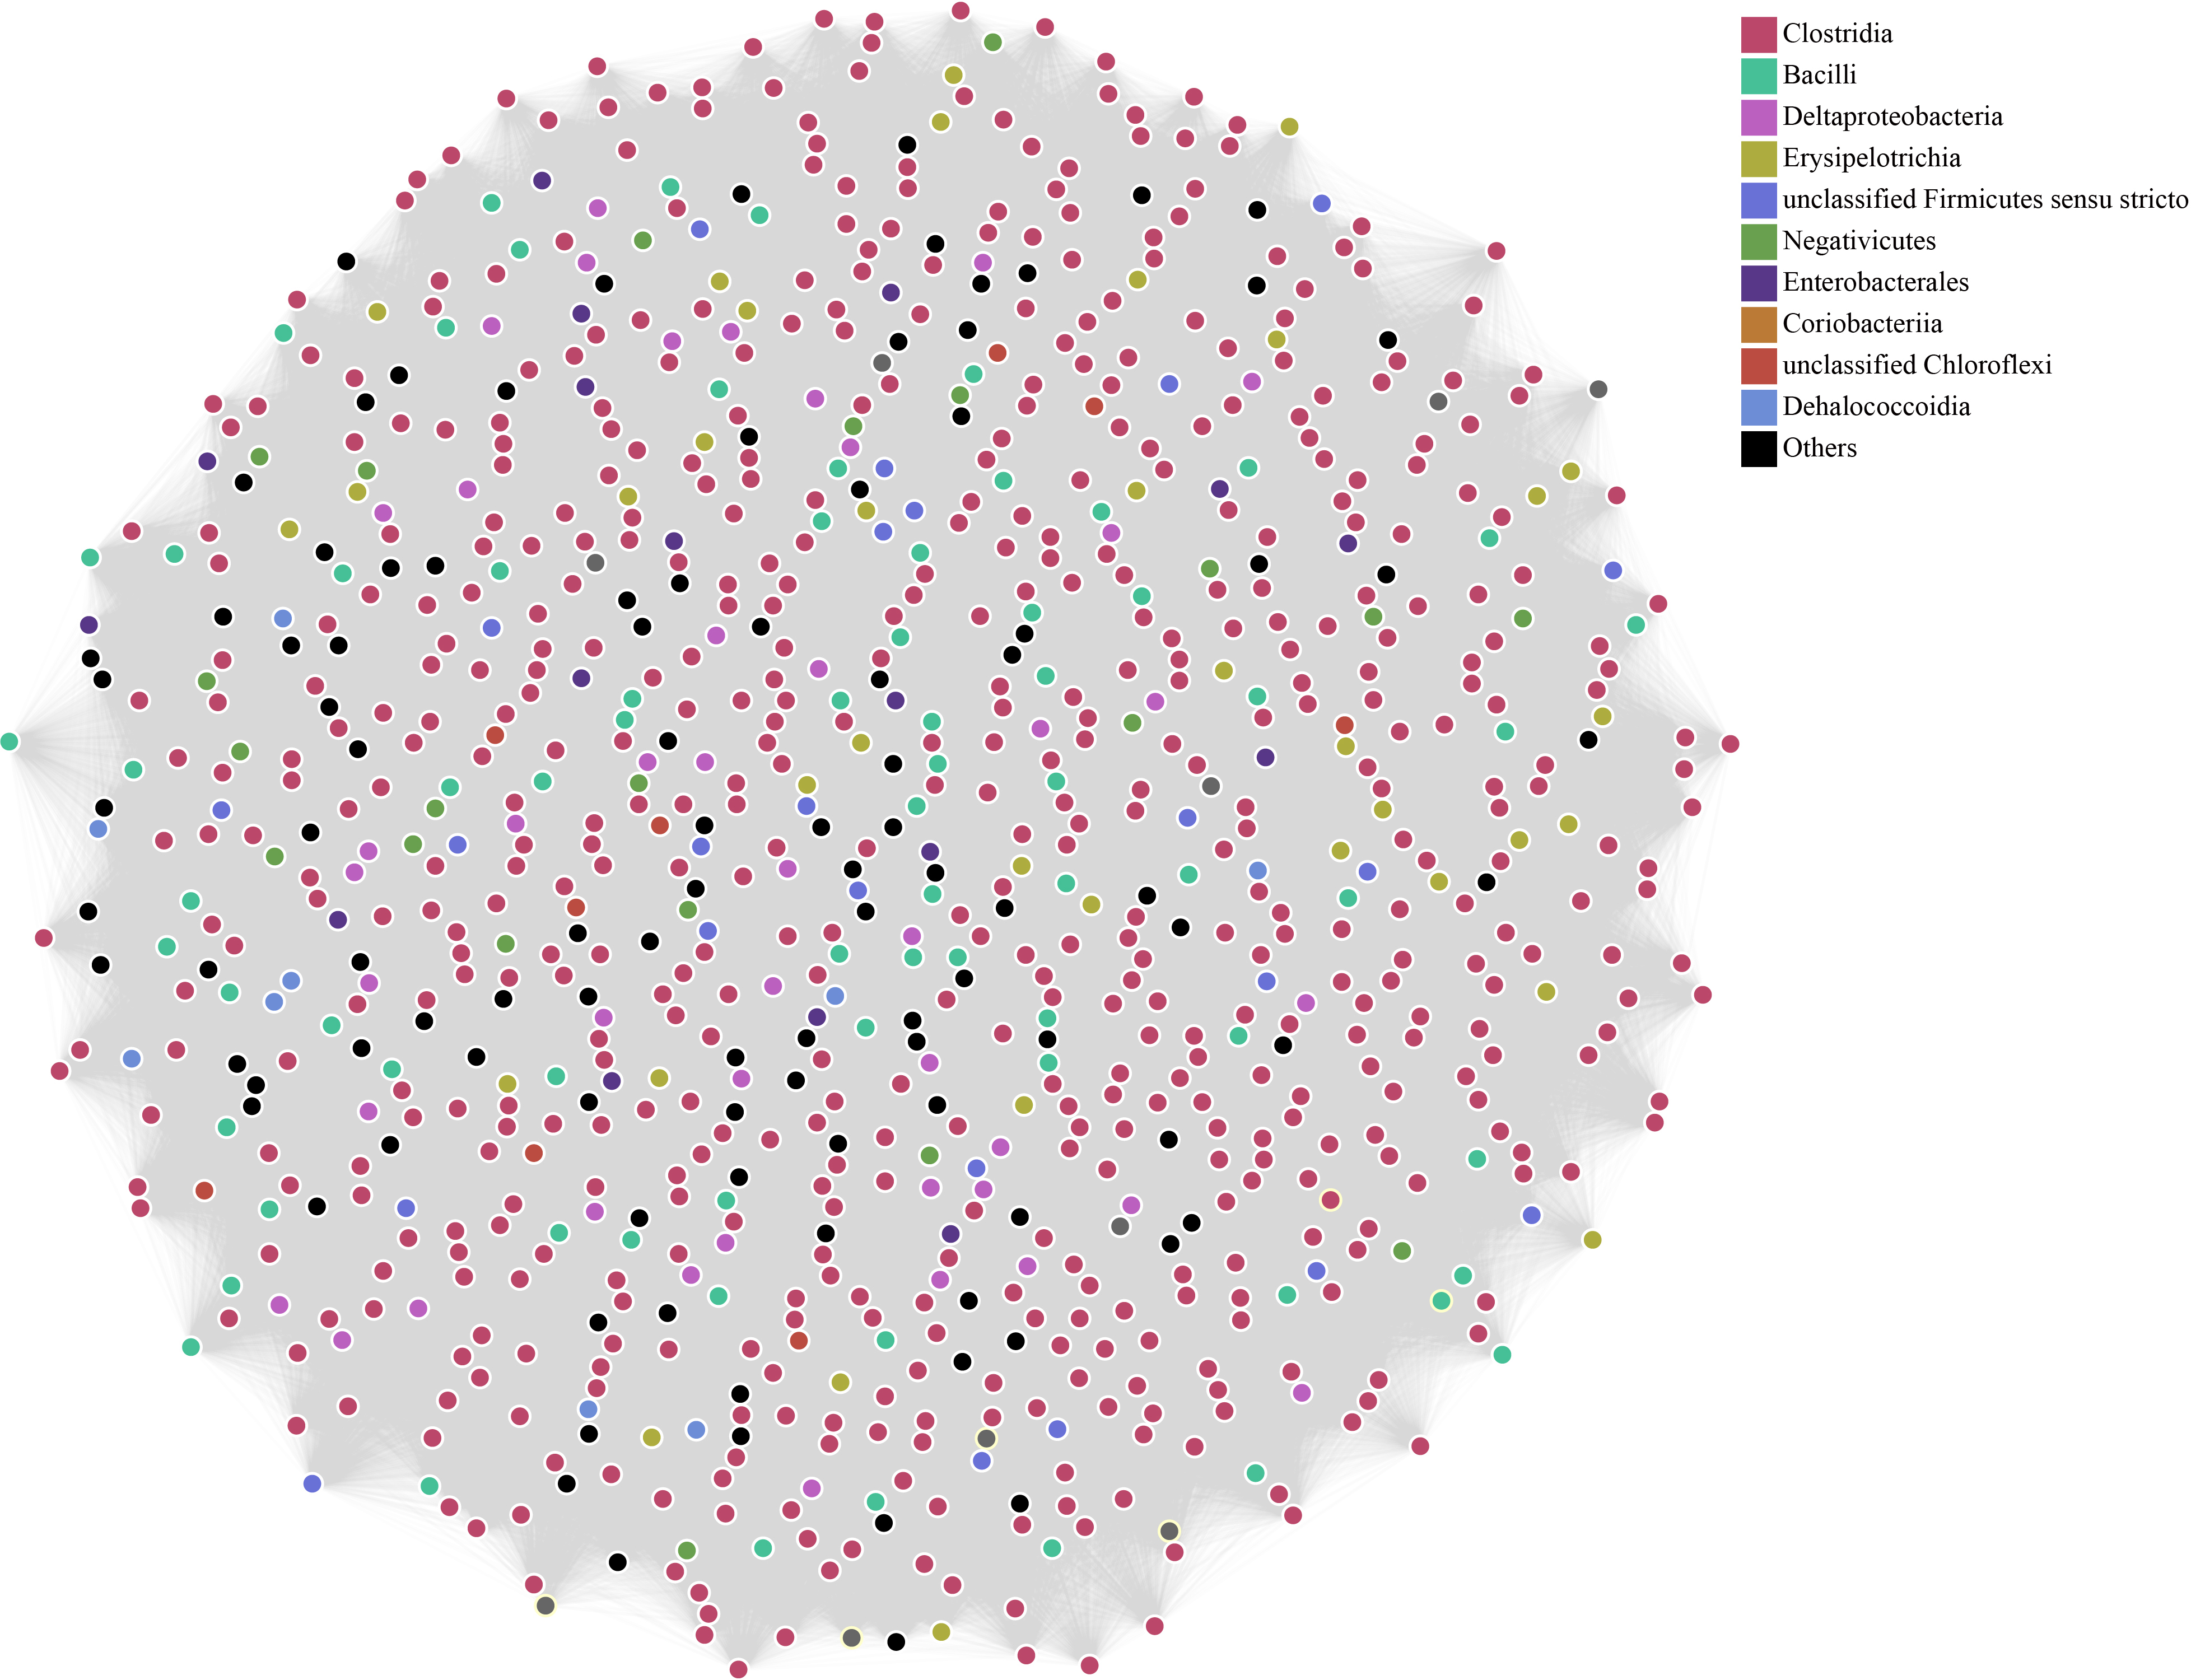 Clostridia
Bacilli
Deltaproteobacteria
Erysipelotrichia
unclassified Firmicutes sensu stricto
Negativicutes
Enterobacterales
Coriobacteriia
unclassified Chloroflexi
Dehalococcoidia
Others